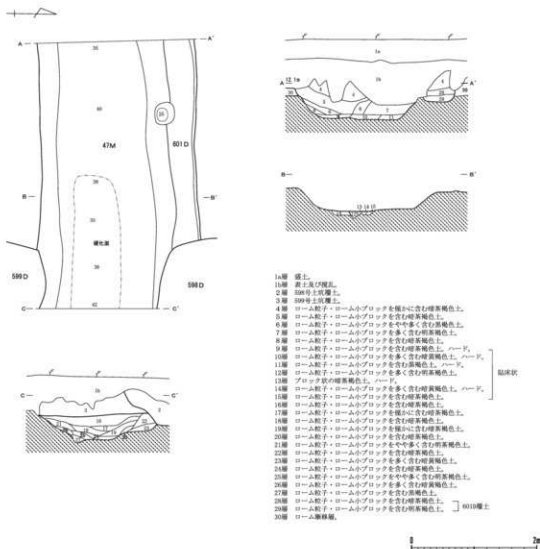 A
A'
35
40
47M
601D
25
38
B
B'
35
硬化面
599D
36
598D
C
42
C'
1a
1b
12.1m
A
A'
4
30
B
B'
13 14 15
C
C'
1b
3
2
16
22
1a層 盛土。
1b層 表土及び攪乱。
2層 598号土坑覆土。
3層 599号土坑覆土。
4層 ローム粒子・ローム小ブロックを僅かに含む暗茶褐色土。
5層 ローム粒子・ローム小ブロックを含む暗茶褐色土。
6層 ローム粒子・ローム小ブロックをやや多く含む黒褐色土。
7層 ローム粒子・ローム小ブロックを多く含む明茶褐色土。
8層 ローム粒子・ローム小ブロックを含む暗茶褐色土。
9層 ローム粒子・ローム小ブロックを含む暗茶褐色土。ハード。
10層 ローム粒子・ローム小ブロックを多く含む暗黄褐色土。ハード。
11層 ローム粒子・ローム小ブロックを含む黒褐色土。ハード。
12層 ローム粒子・ローム小ブロックを多く含む明茶褐色土。
貼床状
13層 ブロック状の暗茶褐色土。ハード。
14層 ローム粒子・ローム小ブロックを多く含む暗黄褐色土。ハード。
15層 ローム粒子・ローム小ブロックを含む暗茶褐色土。
16層 ローム粒子・ローム小ブロックを含む暗茶褐色土。
17層 ローム粒子・ローム小ブロックを僅かに含む暗茶褐色土。
18層 ローム粒子・ローム小ブロックを含む暗茶褐色土。
19層 ローム粒子・ローム小ブロックを僅かに含む暗茶褐色土。
20層 ローム粒子・ローム小ブロックを含む暗茶褐色土。
21層 ローム粒子・ローム小ブロックをやや多く含む明茶褐色土。
22層 ローム粒子・ローム小ブロックを含む暗茶褐色土。
23層 ローム粒子・ローム小ブロックを多く含む暗黄褐色土。
24層 ローム粒子・ローム小ブロックを含む暗茶褐色土。
25層 ローム粒子・ローム小ブロックをやや多く含む明茶褐色土。
26層 ローム粒子・ローム小ブロックを多く含む暗黄褐色土。
27層 ローム粒子・ローム小ブロックを含む黒褐色土。
28層 ローム粒子・ローム小ブロックを含む暗茶褐色土。
601D覆土
29層 ローム粒子・ローム小ブロックを多く含む明茶褐色土。
30層 ローム漸移層。
0
2m